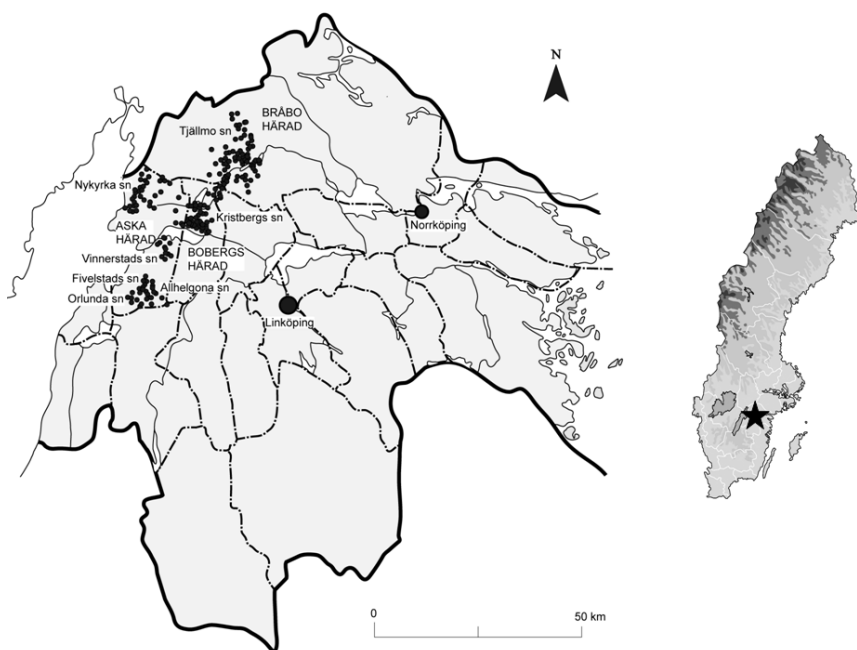 N
BRÅBO
HÄRAD
Tjällmo sn
Nykyrka sn
Kristbergs sn
Norrköping
ASKA
HÄRAD
BOBERGS
HÄRAD
Vinnerstads sn
Fivelstads sn
Allhelgona sn
Orlunda sn
Linköping
0
50 km